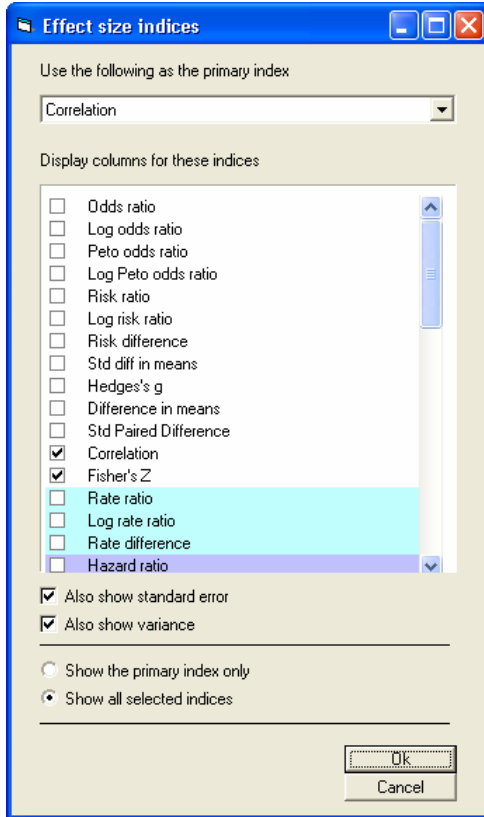 Effect size indices
Use the following as the primary index
Correlation
Display columns for these indices
Odds ratio
Log odds ratio
Peto odds ratio
Log Peto odds ratio
Risk ratio
Log risk ratio
Risk difference
Std diff in means
Hedges's g
Difference in means
Std Paired Difference
Correlation
Fisher's Z
Rate ratio
Log rate ratio
Rate difference
Hazard ratio
Also show standard error
Also show variance
Show the primary index only
Show all selected indices
Ok
Cancel